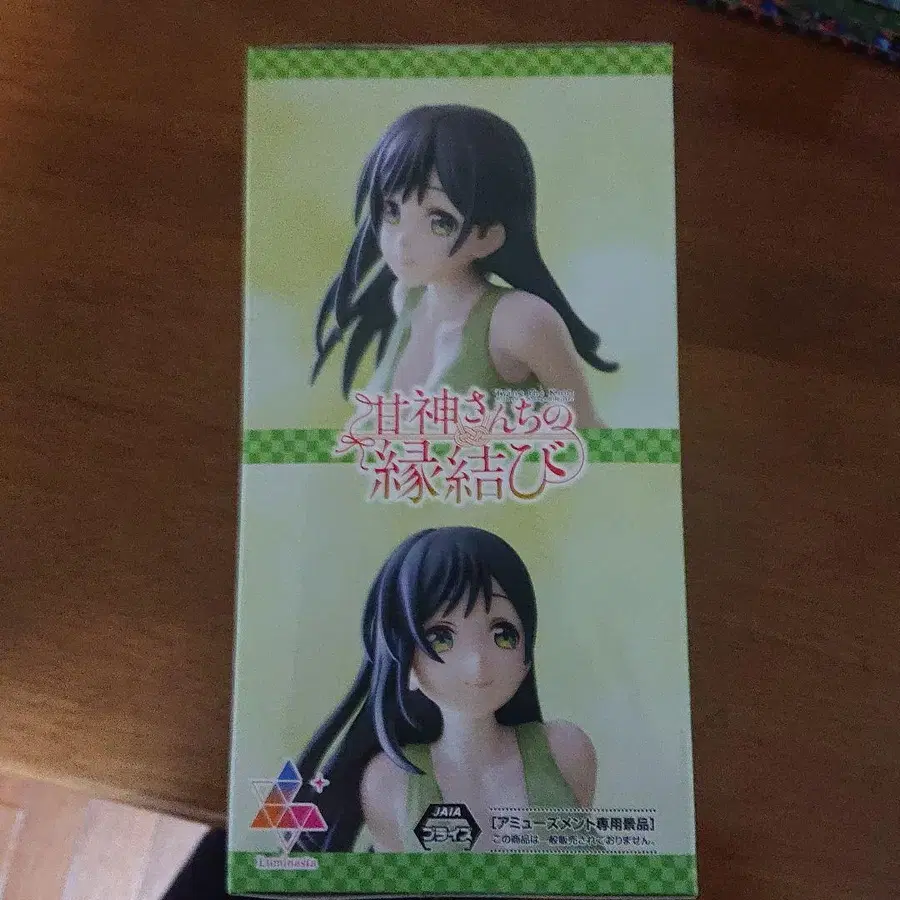 甘神さんちの
縁結び
Luminasta
JAIA
プライズ
[アミューズメント専用景品]
この商品は一般販売されておりません。